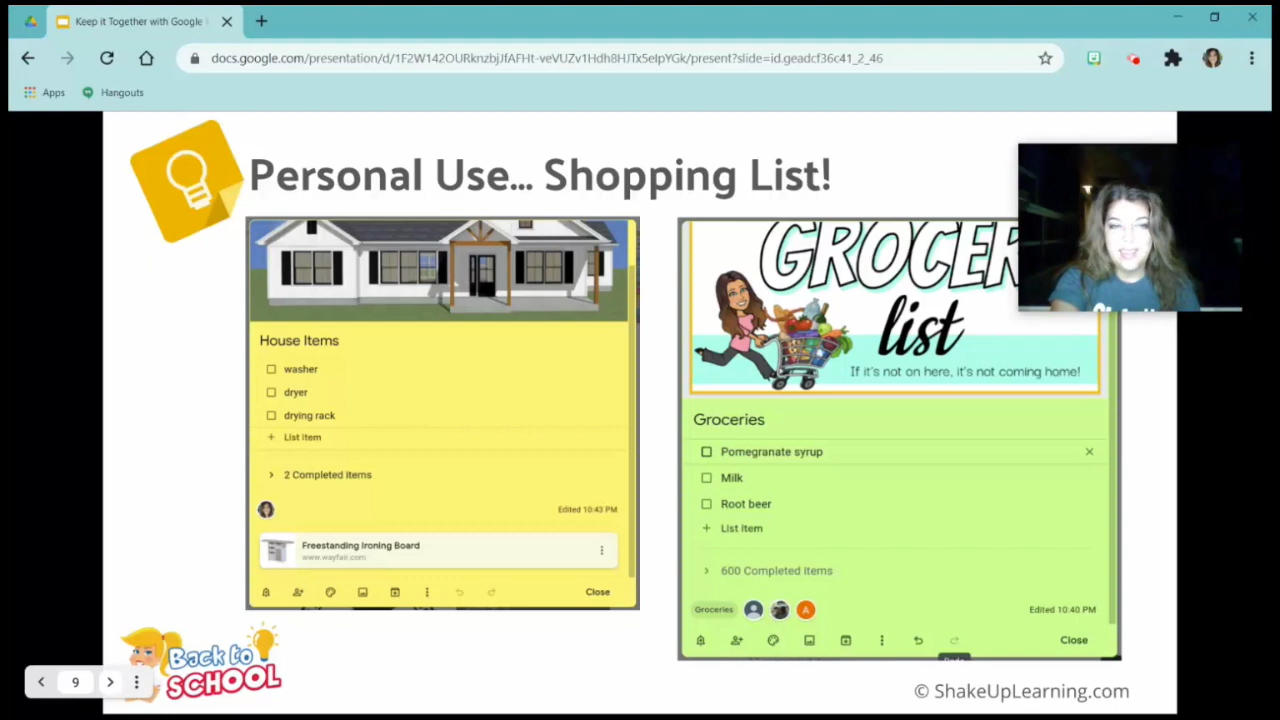 Keep it Together with Google
docs.google.com/presentation/d/1F2W142OURknzbjJfAFHt-veVUZv1Hdh8HJTx5eIpYGk/present?slide=id.geadcf36c41_2_46
Apps
Hangouts
Personal Use... Shopping List!
House Items
washer
dryer
drying rack
+ List item
2 Completed items
Edited 10:43 PM
Freestanding Ironing Board
www.wayfair.com
Close
GROCER
list
If it's not on here, it's not coming home!
Groceries
Pomegranate syrup
Milk
Root beer
+ List item
600 Completed items
Groceries
A
Edited 10:40 PM
Close
Back to
SCHOOL
9
© ShakeUpLearning.com